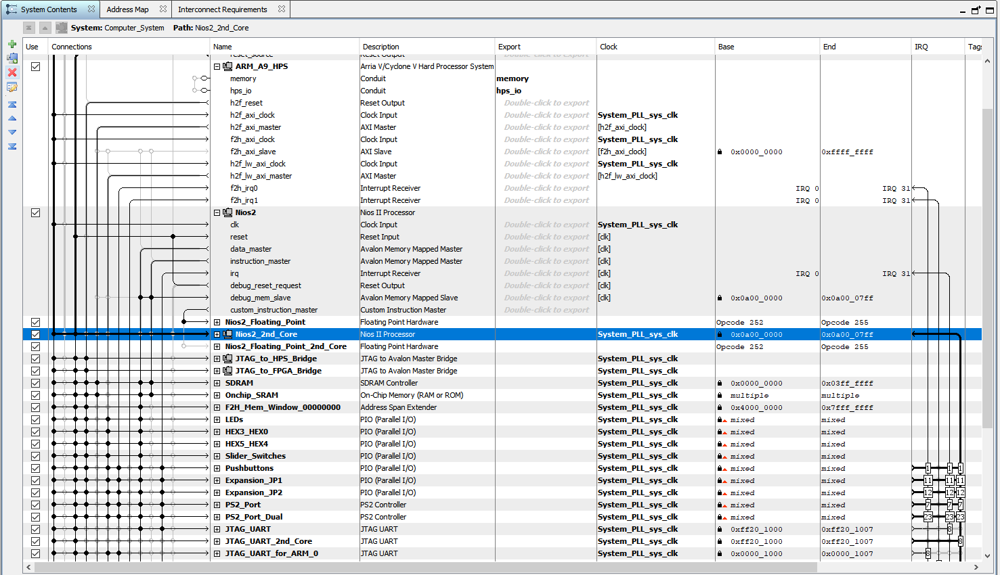 System Contents Address Map Interconnect Requirements
System: Computer_System Path: Nios2_2nd_Core
Use Connections Name Description Export Clock Base End IRQ Tags
reset_source Reset Output Double-click to export
ARM_A9_HPS Arria V/Cyclone V Hard Processor System
memory Conduit memory
hps_io Conduit hps_io
h2f_reset Reset Output Double-click to export
h2f_axi_clock Clock Input Double-click to export System_PLL_sys_clk
h2f_axi_master AXI Master Double-click to export [h2f_axi_clock]
f2h_axi_clock Clock Input Double-click to export System_PLL_sys_clk
f2h_axi_slave AXI Slave Double-click to export [f2h_axi_clock] 0x0000_0000 0xffff_ffff
h2f_lw_axi_clock Clock Input Double-click to export System_PLL_sys_clk
h2f_lw_axi_master AXI Master Double-click to export [h2f_lw_axi_clock]
f2h_irq0 Interrupt Receiver Double-click to export IRQ 0 IRQ 31
f2h_irq1 Interrupt Receiver Double-click to export IRQ 0 IRQ 31
Nios2 Nios II Processor
clk Clock Input Double-click to export System_PLL_sys_clk
reset Reset Input Double-click to export [clk]
data_master Avalon Memory Mapped Master Double-click to export [clk]
instruction_master Avalon Memory Mapped Master Double-click to export [clk]
irq Interrupt Receiver Double-click to export [clk] IRQ 0 IRQ 31
debug_reset_request Reset Output Double-click to export [clk]
debug_mem_slave Avalon Memory Mapped Slave Double-click to export [clk] 0x0a00_0000 0x0a00_07ff
custom_instruction_master Custom Instruction Master Double-click to export
Nios2_Floating_Point Floating Point Hardware Opcode 252 Opcode 255
Nios2_2nd_Core Nios II Processor System_PLL_sys_clk 0x0a00_0000 0x0a00_07ff
Nios2_Floating_Point_2nd_Core Floating Point Hardware Opcode 252 Opcode 255
JTAG_to_HPS_Bridge JTAG to Avalon Master Bridge System_PLL_sys_clk
JTAG_to_FPGA_Bridge JTAG to Avalon Master Bridge System_PLL_sys_clk
SDRAM SDRAM Controller System_PLL_sys_clk 0x0000_0000 0x03ff_ffff
Onchip_SRAM On-Chip Memory (RAM or ROM) System_PLL_sys_clk multiple multiple
F2H_Mem_Window_00000000 Address Span Extender System_PLL_sys_clk 0x4000_0000 0x7fff_ffff
LEDs PIO (Parallel I/O) System_PLL_sys_clk mixed mixed
HEX3_HEX0 PIO (Parallel I/O) System_PLL_sys_clk mixed mixed
HEX5_HEX4 PIO (Parallel I/O) System_PLL_sys_clk mixed mixed
Slider_Switches PIO (Parallel I/O) System_PLL_sys_clk mixed mixed
Pushbuttons PIO (Parallel I/O) System_PLL_sys_clk mixed mixed 1 1 1
Expansion_JP1 PIO (Parallel I/O) System_PLL_sys_clk mixed mixed 11 11 11
Expansion_JP2 PIO (Parallel I/O) System_PLL_sys_clk mixed mixed 12 12 12
PS2_Port PS2 Controller System_PLL_sys_clk mixed mixed 7 7 7
PS2_Port_Dual PS2 Controller System_PLL_sys_clk mixed mixed 23 23 23
JTAG_UART JTAG UART System_PLL_sys_clk 0xff20_1000 0xff20_1007 8
JTAG_UART_2nd_Core JTAG UART System_PLL_sys_clk 0xff20_1000 0xff20_1007 8
JTAG_UART_for_ARM_0 JTAG UART System_PLL_sys_clk 0x0000_1000 0x0000_1007 8